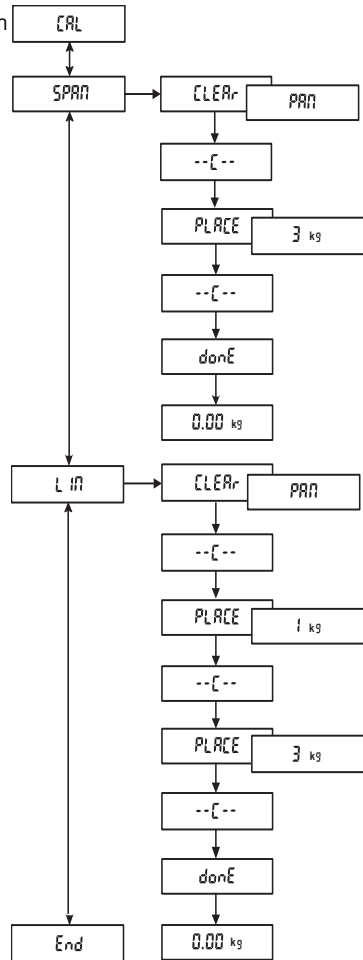 n
CAL
SPAN
CLEAr
PAN
--C--
PLACE
3 kg
--C--
donE
0.00 kg
LIN
CLEAr
PAN
--C--
PLACE
1 kg
--C--
PLACE
3 kg
--C--
donE
End
0.00 kg